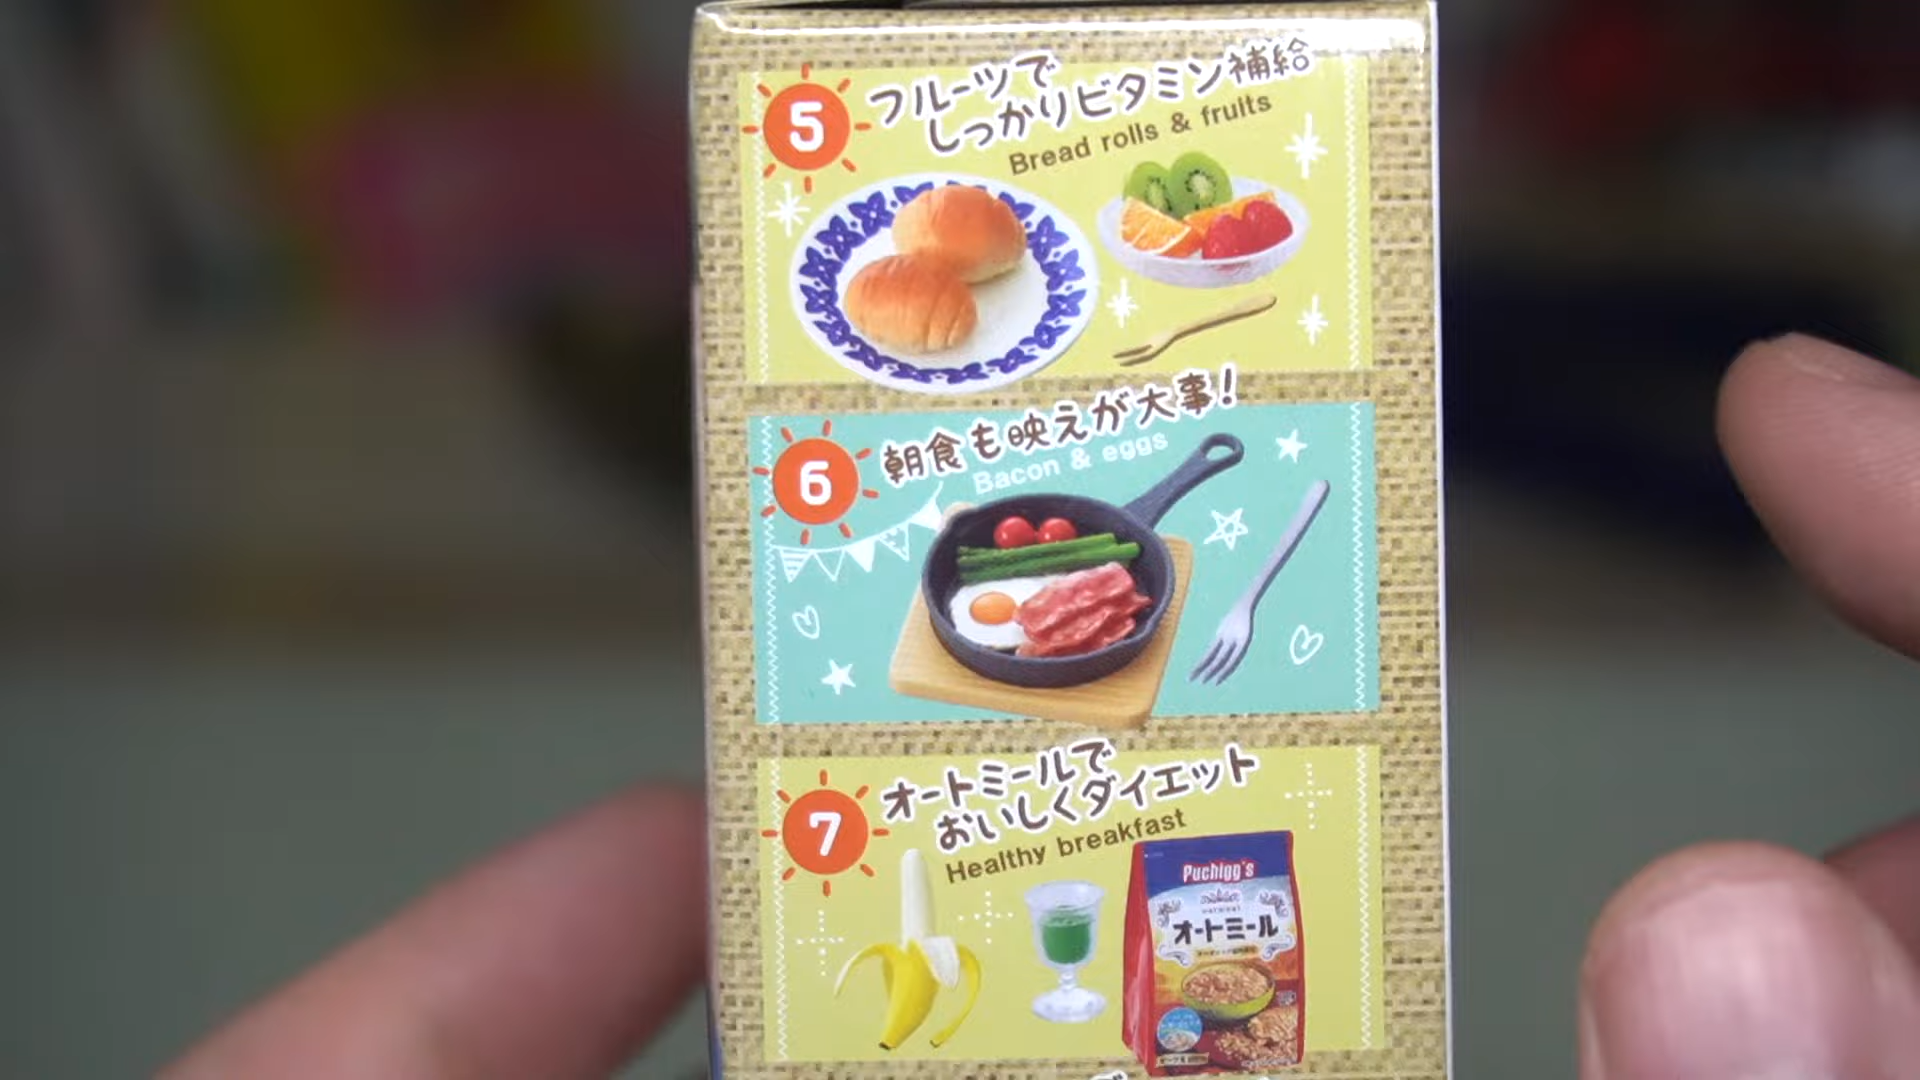 5
フルーツで
しっかりビタミン補給
Bread rolls & fruits
6
朝食も映えが大事!
Bacon & eggs
7
オートミールで
おいしくダイエット
Healthy breakfast
Puchigg's
オートミール